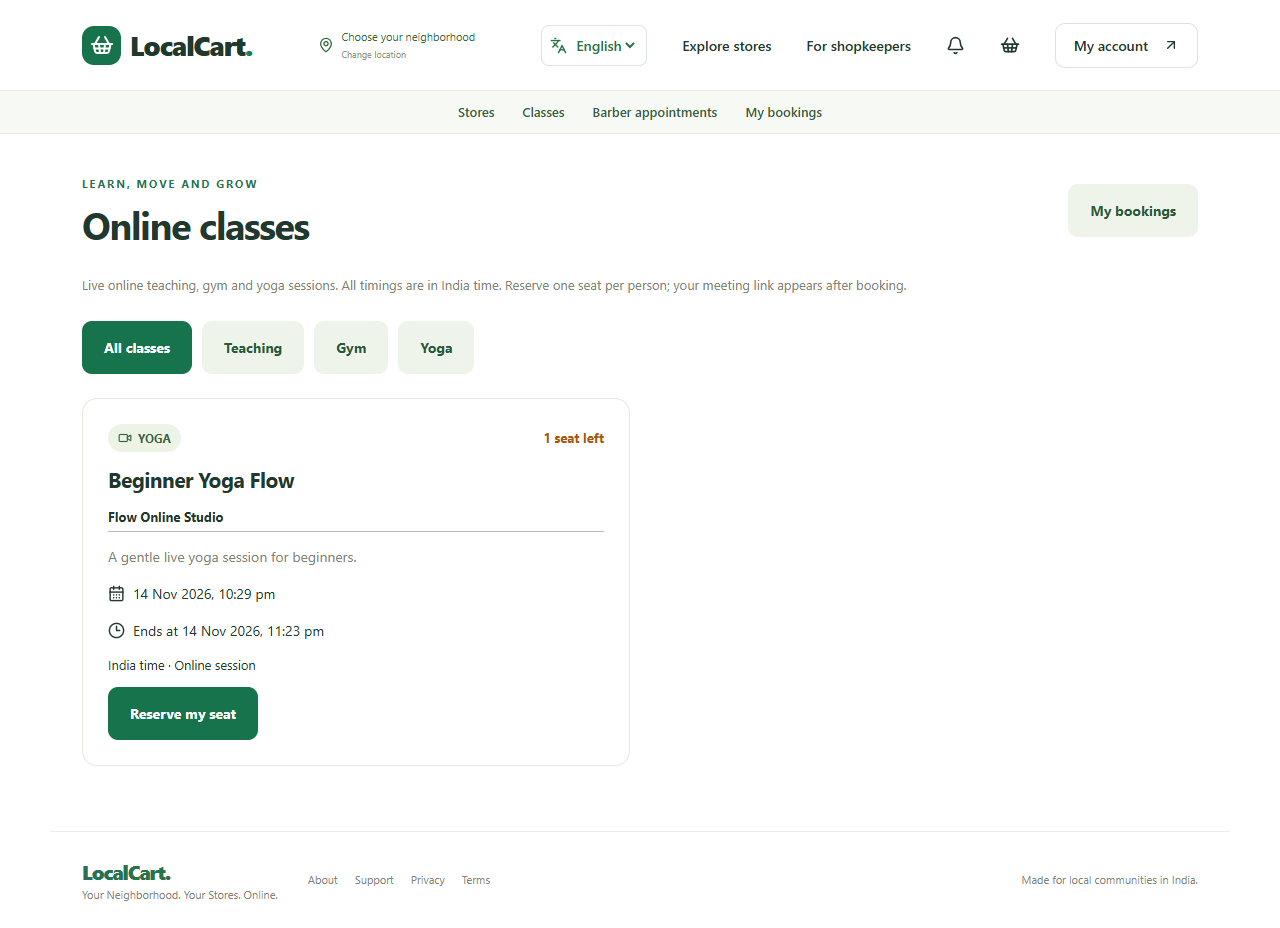 LocalCart.
Choose your neighborhood
Change location
English
Explore stores
For shopkeepers
My account
Stores
Classes
Barber appointments
My bookings
LEARN, MOVE AND GROW
Online classes
My bookings
Live online teaching, gym and yoga sessions. All timings are in India time. Reserve one seat per person; your meeting link appears after booking.
All classes
Teaching
Gym
Yoga
YOGA
1 seat left
Beginner Yoga Flow
Flow Online Studio
A gentle live yoga session for beginners.
14 Nov 2026, 10:29 pm
Ends at 14 Nov 2026, 11:23 pm
India time · Online session
Reserve my seat
LocalCart.
Your Neighborhood. Your Stores. Online.
About
Support
Privacy
Terms
Made for local communities in India.